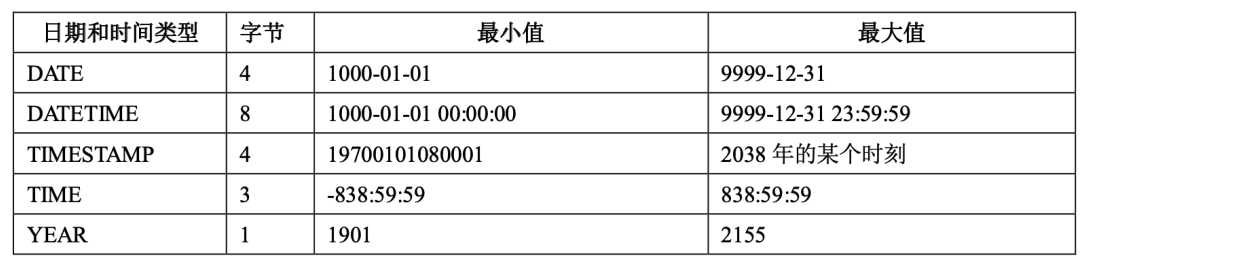 日期和时间类型 字节 最小值 最大值
DATE 4 1000-01-01 9999-12-31
DATETIME 8 1000-01-01 00:00:00 9999-12-31 23:59:59
TIMESTAMP 4 19700101080001 2038 年的某个时刻
TIME 3 -838:59:59 838:59:59
YEAR 1 1901 2155